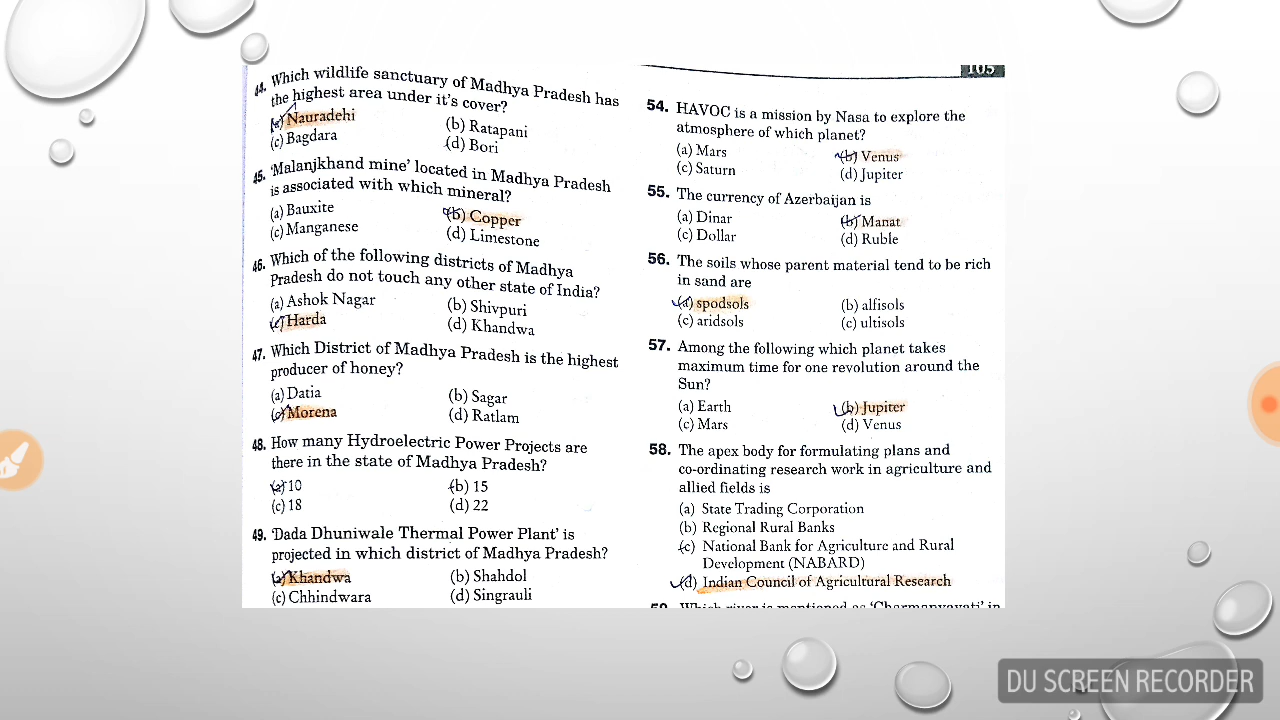 44. Which wildlife sanctuary of Madhya Pradesh has
the highest area under it's cover?
(a) Nauradehi
(b) Ratapani
(c) Bagdara
(d) Bori
45. 'Malanjkhand mine' located in Madhya Pradesh
is associated with which mineral?
(a) Bauxite
(b) Copper
(c) Manganese
(d) Limestone
46. Which of the following districts of Madhya
Pradesh do not touch any other state of India?
(a) Ashok Nagar
(b) Shivpuri
(c) Harda
(d) Khandwa
47. Which District of Madhya Pradesh is the highest
producer of honey?
(a) Datia
(b) Sagar
(c) Morena
(d) Ratlam
48. How many Hydroelectric Power Projects are
there in the state of Madhya Pradesh?
(a) 10
(b) 15
(c) 18
(d) 22
49. 'Dada Dhuniwale Thermal Power Plant' is
projected in which district of Madhya Pradesh?
(a) Khandwa
(b) Shahdol
(c) Chhindwara
(d) Singrauli
105
54. HAVOC is a mission by Nasa to explore the
atmosphere of which planet?
(a) Mars
(b) Venus
(c) Saturn
(d) Jupiter
55. The currency of Azerbaijan is
(a) Dinar
(b) Manat
(c) Dollar
(d) Ruble
56. The soils whose parent material tend to be rich
in sand are
(a) spodsols
(b) alfisols
(c) aridsols
(c) ultisols
57. Among the following which planet takes
maximum time for one revolution around the
Sun?
(a) Earth
(b) Jupiter
(c) Mars
(d) Venus
58. The apex body for formulating plans and
co-ordinating research work in agriculture and
allied fields is
(a) State Trading Corporation
(b) Regional Rural Banks
(c) National Bank for Agriculture and Rural
Development (NABARD)
(d) Indian Council of Agricultural Research
59. Which river is mentioned as 'Charmanyavati' in
DU SCREEN RECORDER